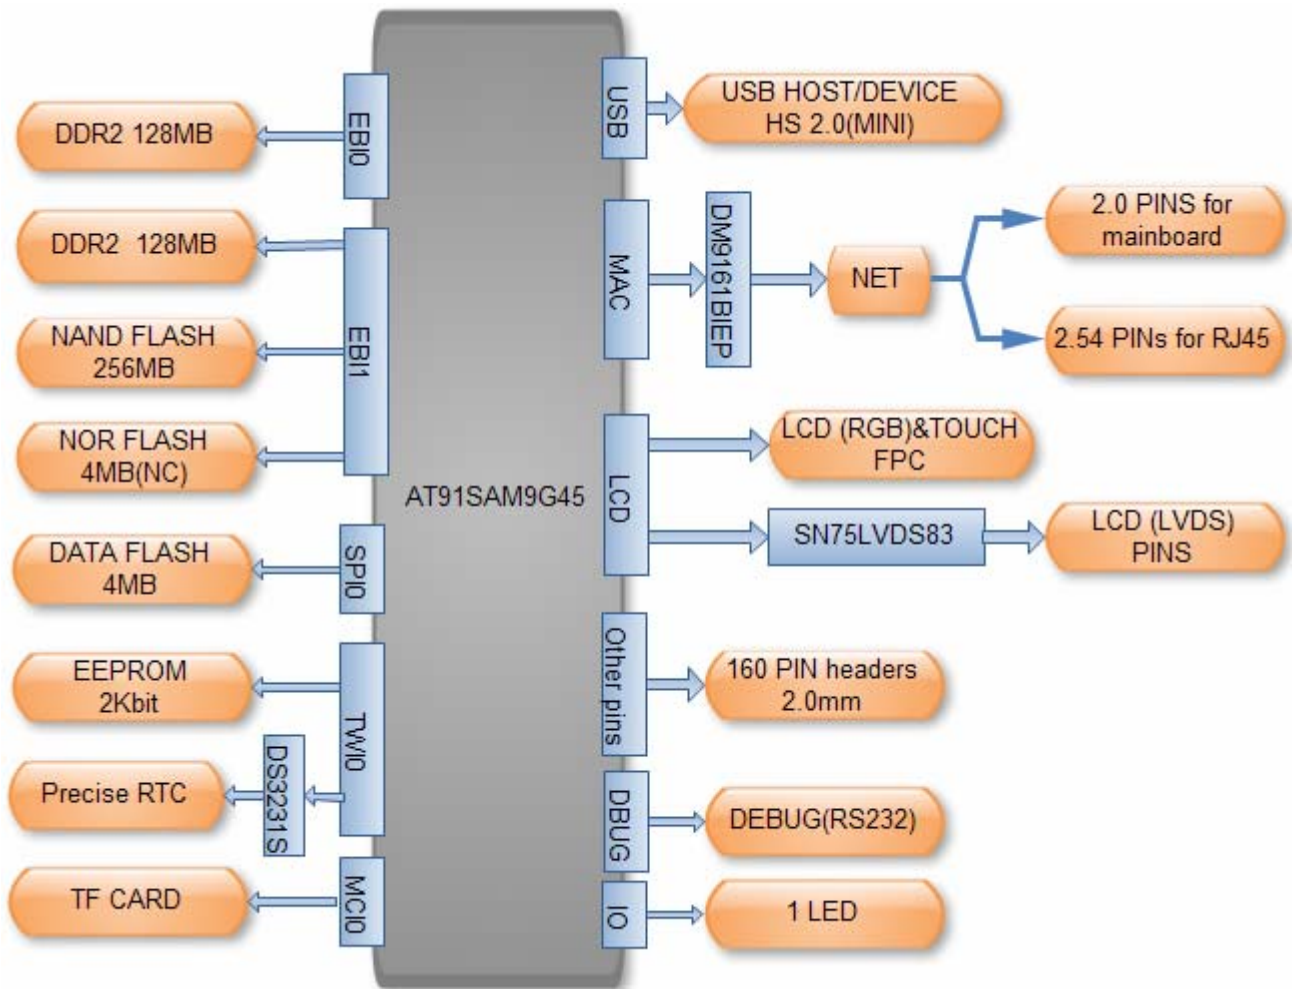 EBI0
DDR2 128MB
DDR2  128MB
EBI1
NAND FLASH
256MB
NOR FLASH
4MB(NC)
SPI0
DATA FLASH
4MB
TWI0
EEPROM
2Kbit
DS3231S
Precise RTC
MCI0
TF CARD
AT91SAM9G45
USB
USB HOST/DEVICE
HS 2.0(MINI)
MAC
DM9161BIEP
NET
2.0 PINS for
mainboard
2.54 PINs for RJ45
LCD
LCD (RGB)&TOUCH
FPC
SN75LVDS83
LCD (LVDS)
PINS
Other pins
160 PIN headers
2.0mm
DBUG
DEBUG(RS232)
IO
1 LED